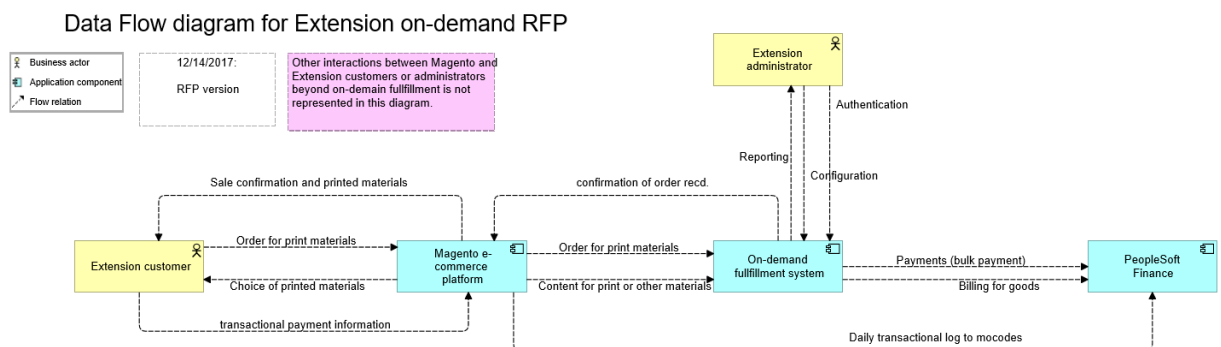 Data Flow diagram for Extension on-demand RFP
Business actor
Application component
Flow relation
12/14/2017:
RFP version
Other interactions between Magento and
Extension customers or administrators
beyond on-demain fullfillment is not
represented in this diagram.
Extension
administrator
Authentication
Reporting
Configuration
Sale confirmation and printed materials
confirmation of order recd.
Extension customer
Order for print materials
Choice of printed materials
Magento e-
commerce
platform
Order for print materials
Content for print or other materials
On-demand
fullfillment system
Payments (bulk payment)
Billing for goods
PeopleSoft
Finance
transactional payment information
Daily transactional log to mocodes